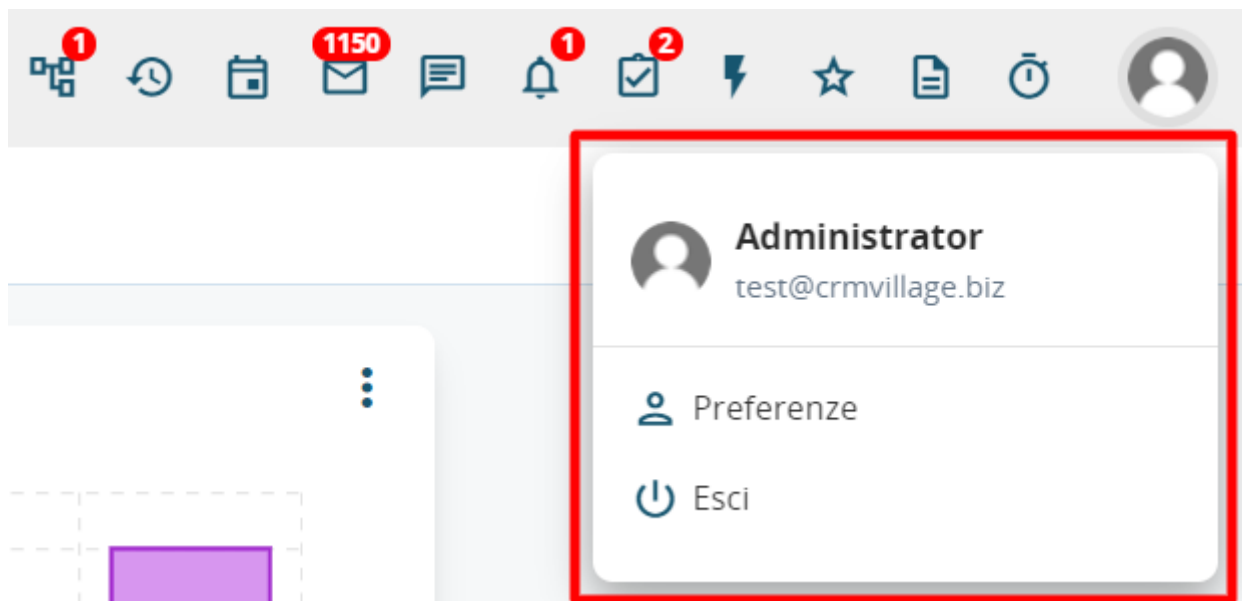 1
1150
1
2
Administrator
test@crmvillage.biz
Preferenze
Esci